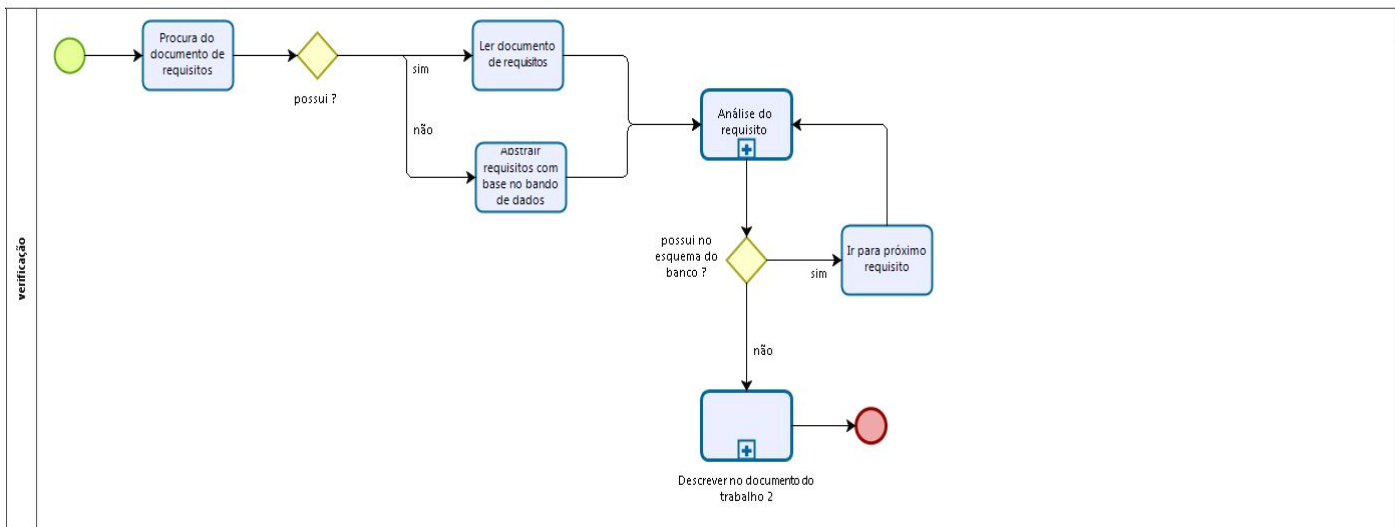 verificação
Procura do
documento de
requisitos
possui ?
sim
não
Ler documento
de requisitos
Abstrair
requisitos com
base no bando
de dados
Análise do
requisito
possui no
esquema do
banco ?
sim
Ir para próximo
requisito
não
Descrever no documento do
trabalho 2